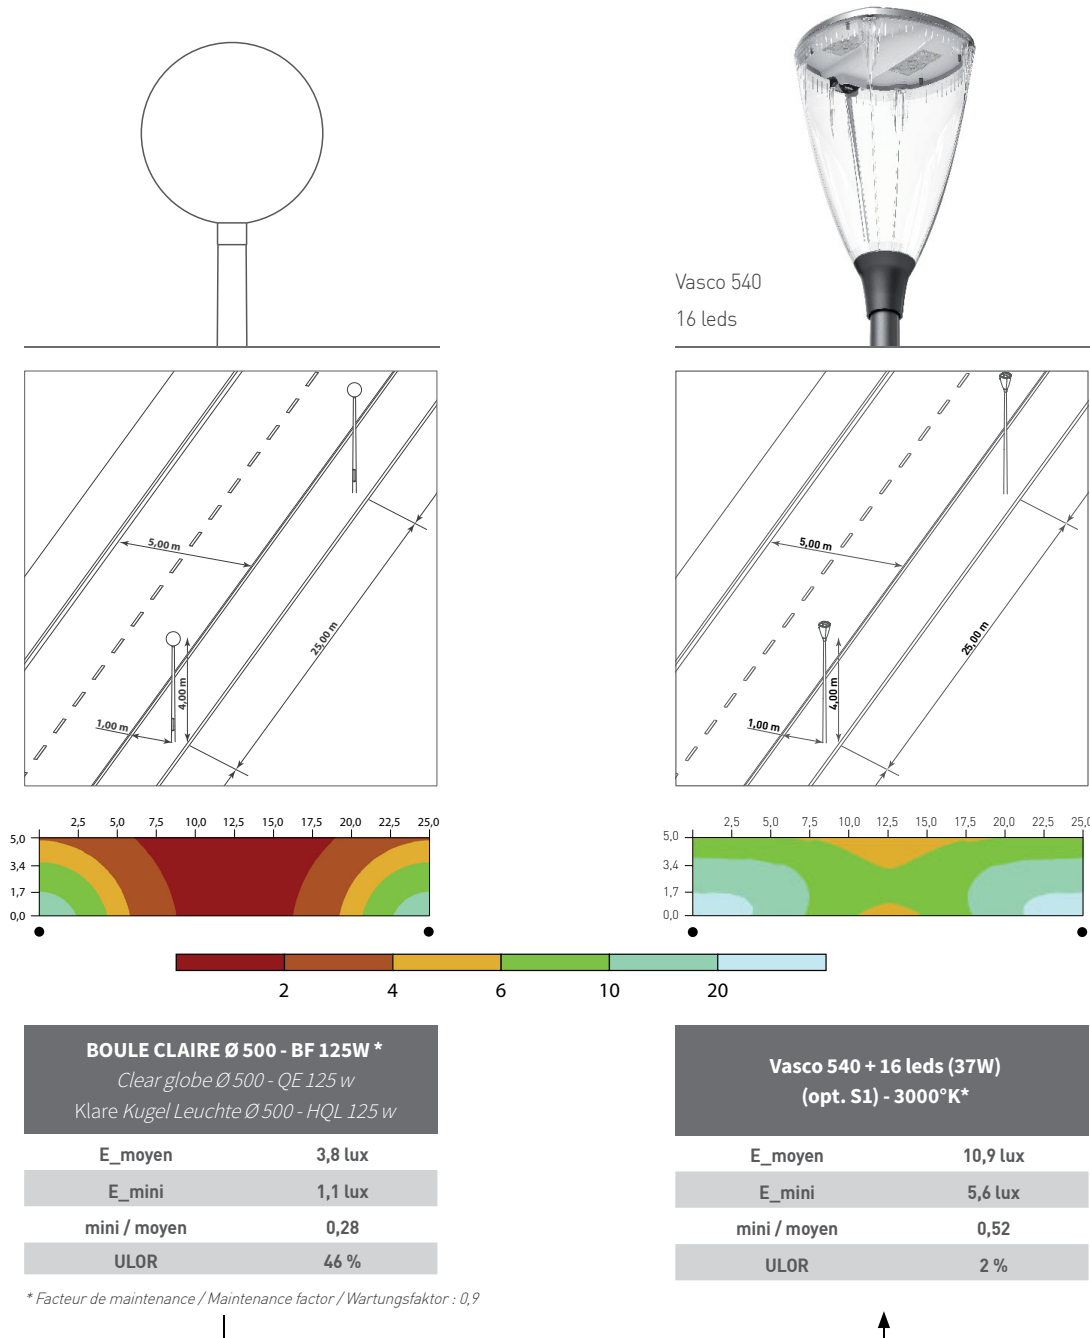 Vasco 540
16 leds
5,00 m
25,00 m
4,00 m
1,00 m
5,00 m
25,00 m
4,00 m
1,00 m
2,5 5,0 7,5 10,0 12,5 15,0 17,5 20,0 22,5 25,0
5,0
3,4
1,7
0,0
2,5 5,0 7,5 10,0 12,5 15,0 17,5 20,0 22,5 25,0
5,0
3,4
1,7
0,0
2 4 6 10 20
BOULE CLAIRE Ø 500 - BF 125W *
Clear globe Ø 500 - QE 125 w
Klare Kugel Leuchte Ø 500 - HQL 125 w
E_moyen 3,8 lux
E_mini 1,1 lux
mini / moyen 0,28
ULOR 46 %
* Facteur de maintenance / Maintenance factor / Wartungsfaktor : 0,9
Vasco 540 + 16 leds (37W)
(opt. S1) - 3000°K*
E_moyen 10,9 lux
E_mini 5,6 lux
mini / moyen 0,52
ULOR 2 %